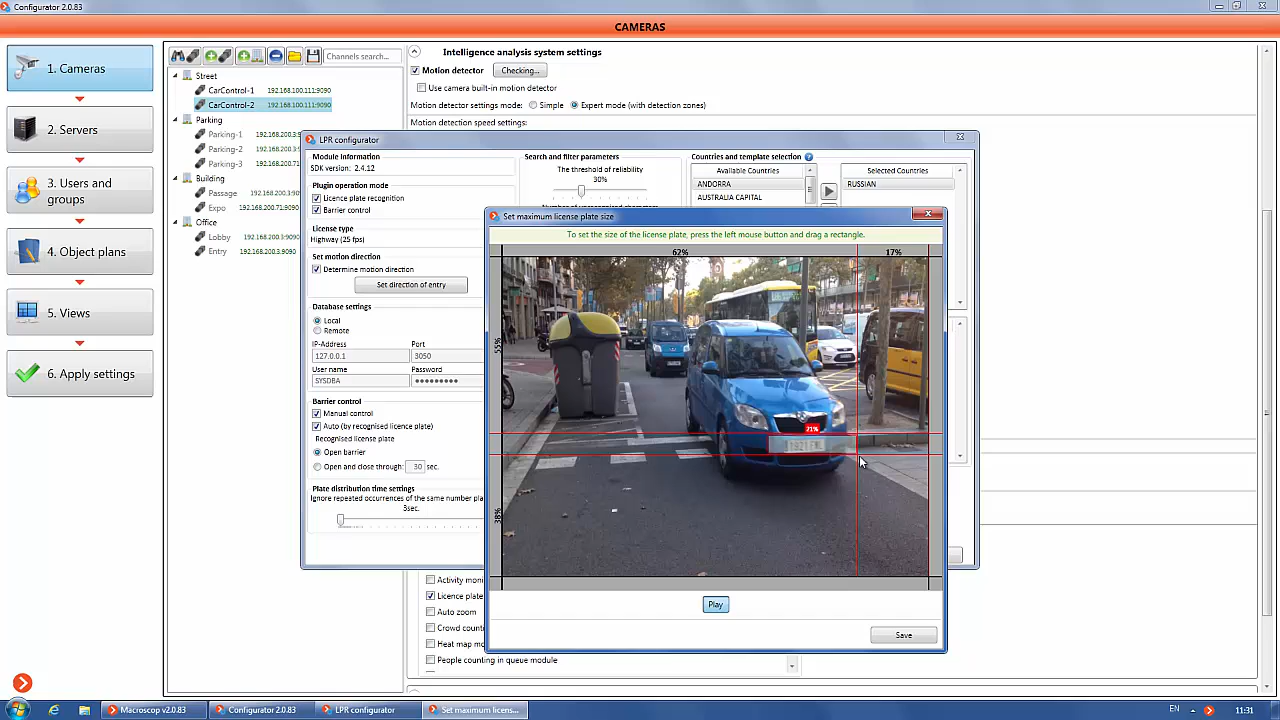 Configurator 2.0.83
CAMERAS
1. Cameras
2. Servers
3. Users and
groups
4. Object plans
5. Views
6. Apply settings
Channels search...
Street
CarControl-1 192.168.100.111:9090
CarControl-2 192.168.100.111:9090
Parking
Parking-1
Parking-2
Parking-3
Building
Passage
Expo
Office
Lobby
Entry
Intelligence analysis system settings
Motion detector Checking...
Use camera built-in motion detector
Motion detector settings mode: Simple Expert mode (with detection zones)
Motion detection speed settings:
LPR configurator
Module information
SDK version: 2.4.12
Plugin operation mode
Licence plate recognition
Barrier control
License type
Highway (25 fps)
Set motion direction
Determine motion direction
Set direction of entry
Database settings
Local
Remote
IP-Address Port
127.0.0.1 3050
User name Password
SYSDBA
Barrier control
Manual control
Auto (by recognised licence plate)
Recognised license plate
Open barrier
Open and close through: 30 sec.
Plate distribution time settings
Ignore repeated occurrences of the same number pla
3sec.
Search and filter parameters
The threshold of reliability
30%
Countries and template selection
Available Countries Selected Countries
ANDORRA RUSSIAN
AUSTRALIA CAPITAL
Set maximum license plate size
To set the size of the license plate, press the left mouse button and drag a rectangle.
62% 17%
55%
21%
38%
Play
Save
Activity moni
Licence plate
Auto zoom
Crowd count
Heat map mo
People counting in queue module
Macroscop v2.0.83
Configurator 2.0.83
LPR configurator
Set maximum licens...
EN
11:31